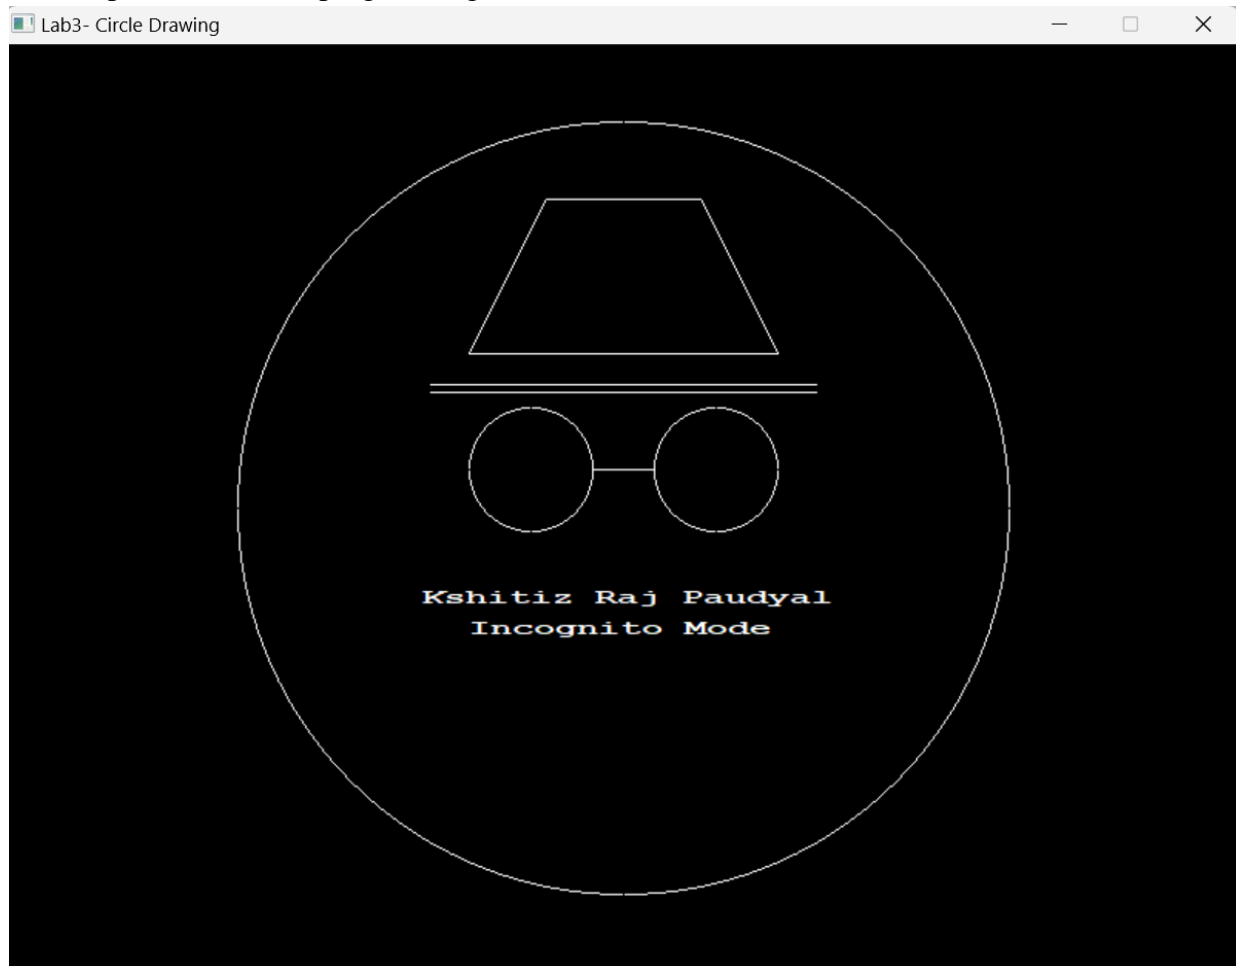 Lab3- Circle Drawing
Kshitiz Raj Paudyal
Incognito Mode